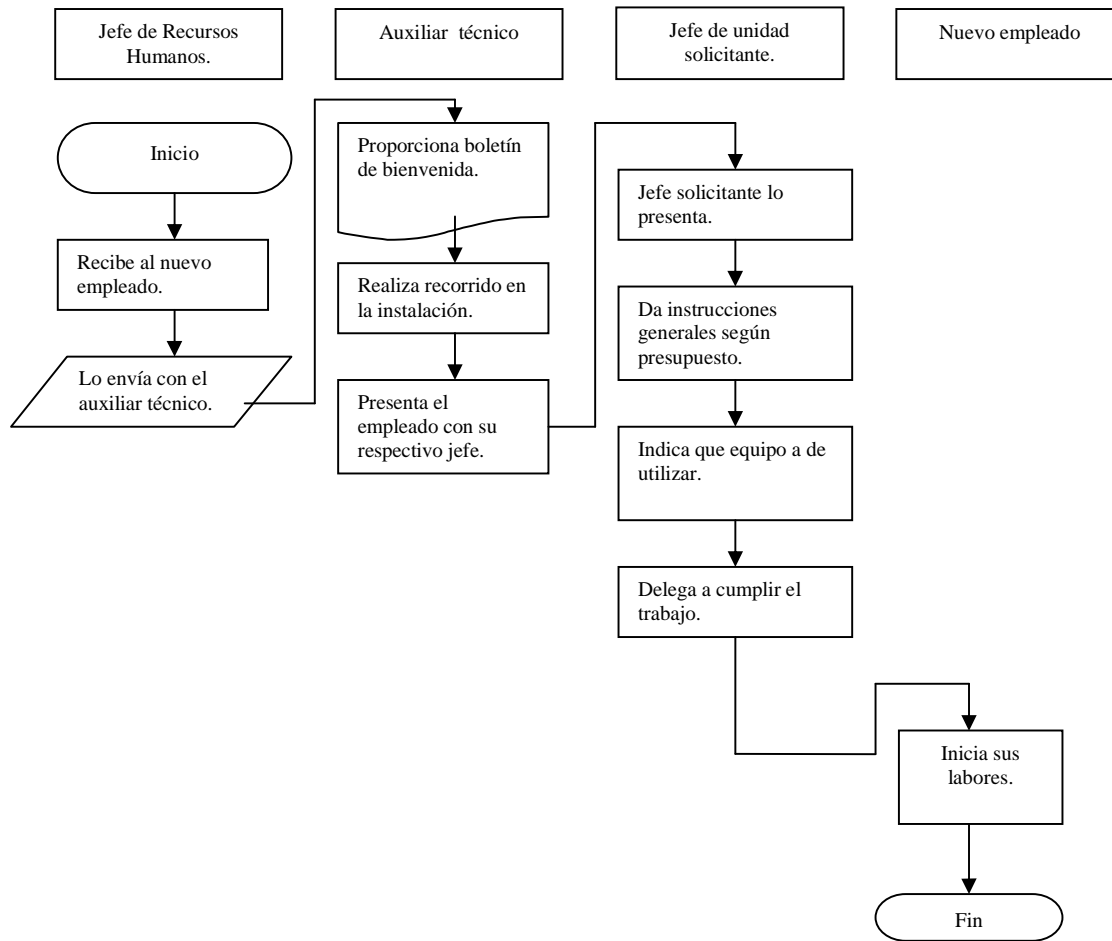 Jefe de Recursos
Humanos.
Auxiliar técnico
Jefe de unidad
solicitante.
Nuevo empleado
Inicio
Recibe al nuevo
empleado.
Lo envía con el
auxiliar técnico.
Proporciona boletín
de bienvenida.
Realiza recorrido en
la instalación.
Presenta el
empleado con su
respectivo jefe.
Jefe solicitante lo
presenta.
Da instrucciones
generales según
presupuesto.
Indica que equipo a de
utilizar.
Delega a cumplir el
trabajo.
Inicia sus
labores.
Fin